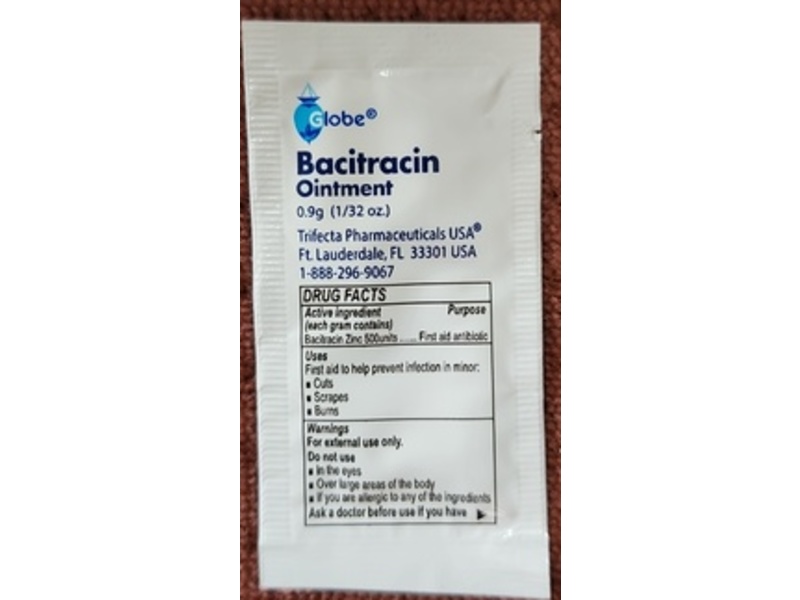 Globe®
Bacitracin
Ointment
0.9g (1/32 oz.)
Trifecta Pharmaceuticals USA®
Ft. Lauderdale, FL 33301 USA
1-888-296-9067
DRUG FACTS
Active ingredient Purpose
(each gram contains)
Bacitracin Zinc 500units ..... First aid antibiotic
Uses
First aid to help prevent infection in minor:
▪ Cuts
▪ Scrapes
▪ Burns
Warnings
For external use only.
Do not use
▪ In the eyes
▪ Over large areas of the body
▪ If you are allergic to any of the ingredients
Ask a doctor before use if you have ▶